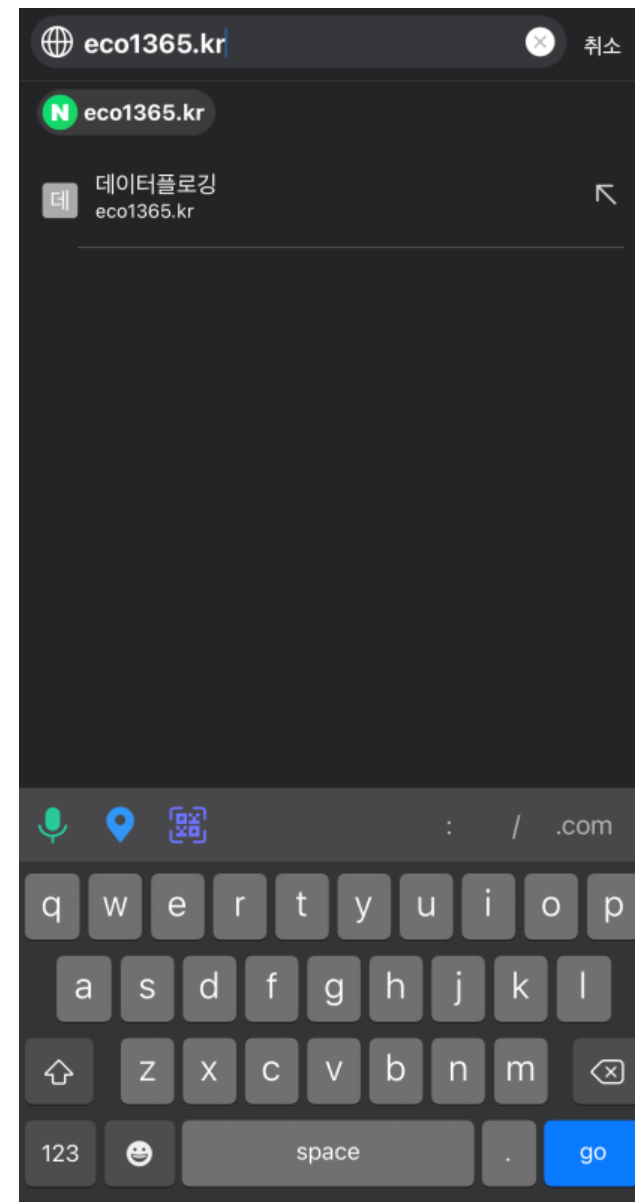 eco1365.kr 취소
N eco1365.kr
데 데이터플로깅
eco1365.kr
: / .com
q w e r t y u i o p
a s d f g h j k l
z x c v b n m
123 space . go